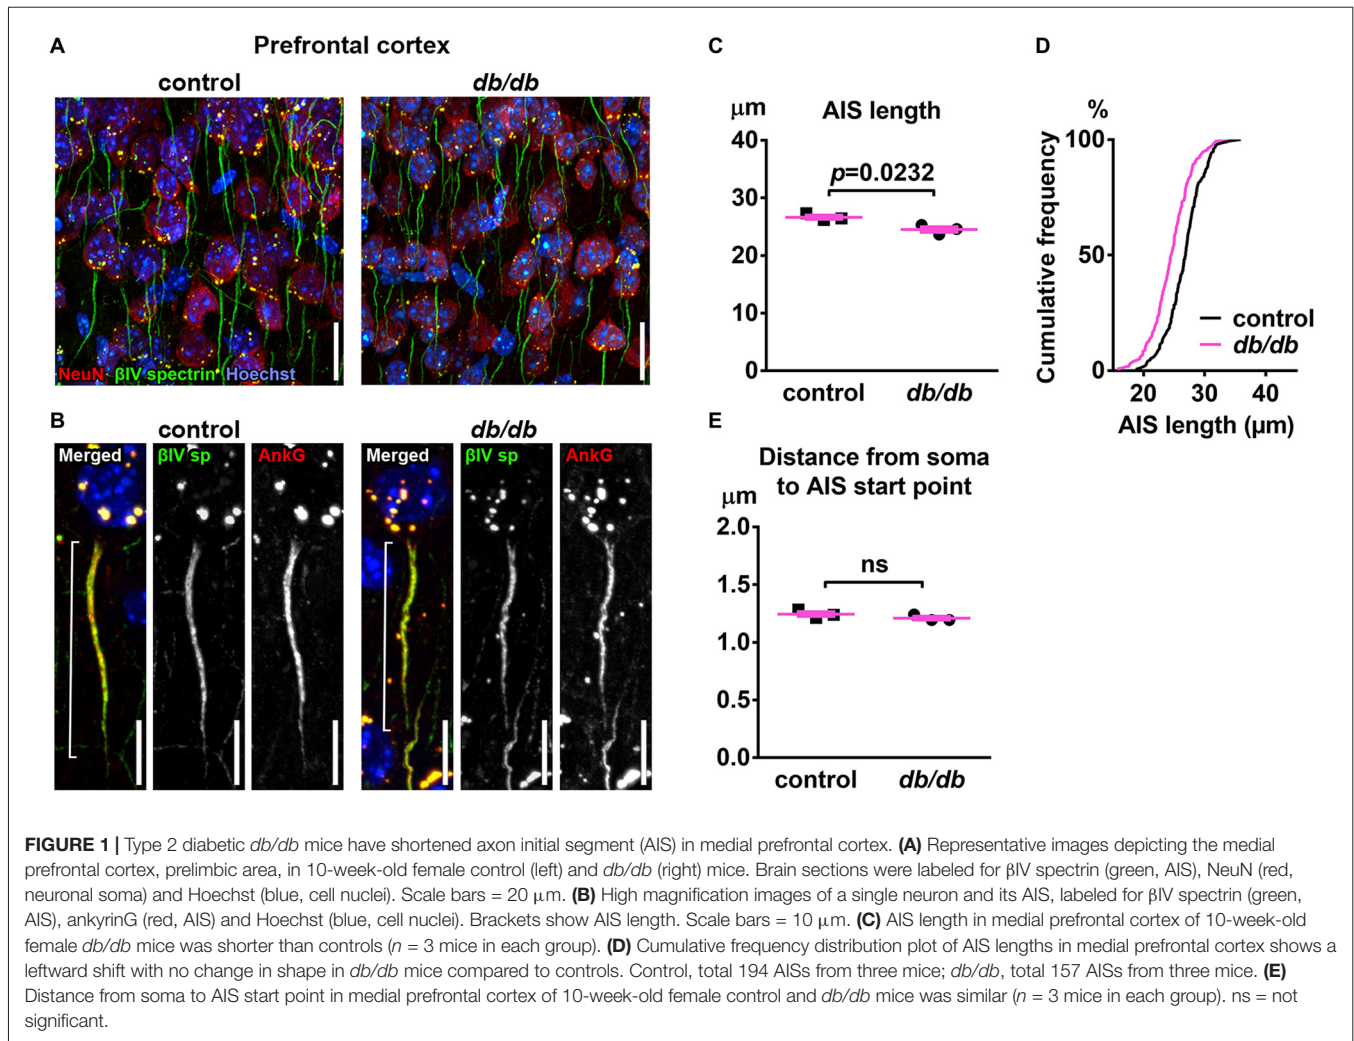 A
Prefrontal cortex
control
db/db
NeuN βIV spectrin Hoechst
B
control
db/db
Merged
βIV sp
AnkG
Merged
βIV sp
AnkG
C
μm
AIS length
40
30
20
10
0
p=0.0232
control
db/db
D
%
100
50
0
Cumulative frequency
control
db/db
20
30
40
AIS length (μm)
E
Distance from soma
to AIS start point
μm
2.0
1.5
1.0
0.5
0.0
ns
control
db/db
FIGURE 1 | Type 2 diabetic db/db mice have shortened axon initial segment (AIS) in medial prefrontal cortex. (A) Representative images depicting the medial
prefrontal cortex, prelimbic area, in 10-week-old female control (left) and db/db (right) mice. Brain sections were labeled for βIV spectrin (green, AIS), NeuN (red,
neuronal soma) and Hoechst (blue, cell nuclei). Scale bars = 20 μm. (B) High magnification images of a single neuron and its AIS, labeled for βIV spectrin (green,
AIS), ankyrinG (red, AIS) and Hoechst (blue, cell nuclei). Brackets show AIS length. Scale bars = 10 μm. (C) AIS length in medial prefrontal cortex of 10-week-old
female db/db mice was shorter than controls (n = 3 mice in each group). (D) Cumulative frequency distribution plot of AIS lengths in medial prefrontal cortex shows a
leftward shift with no change in shape in db/db mice compared to controls. Control, total 194 AISs from three mice; db/db, total 157 AISs from three mice. (E)
Distance from soma to AIS start point in medial prefrontal cortex of 10-week-old female control and db/db mice was similar (n = 3 mice in each group). ns = not
significant.